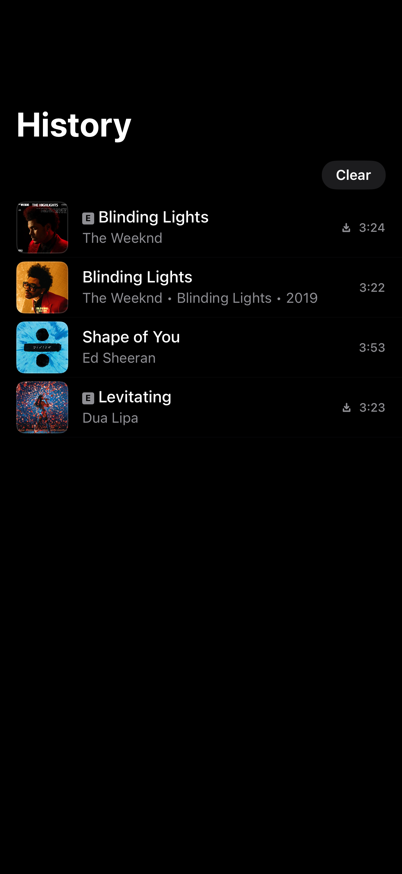 History
Clear
E Blinding Lights
The Weeknd
3:24
Blinding Lights
The Weeknd • Blinding Lights • 2019
3:22
Shape of You
Ed Sheeran
3:53
E Levitating
Dua Lipa
3:23